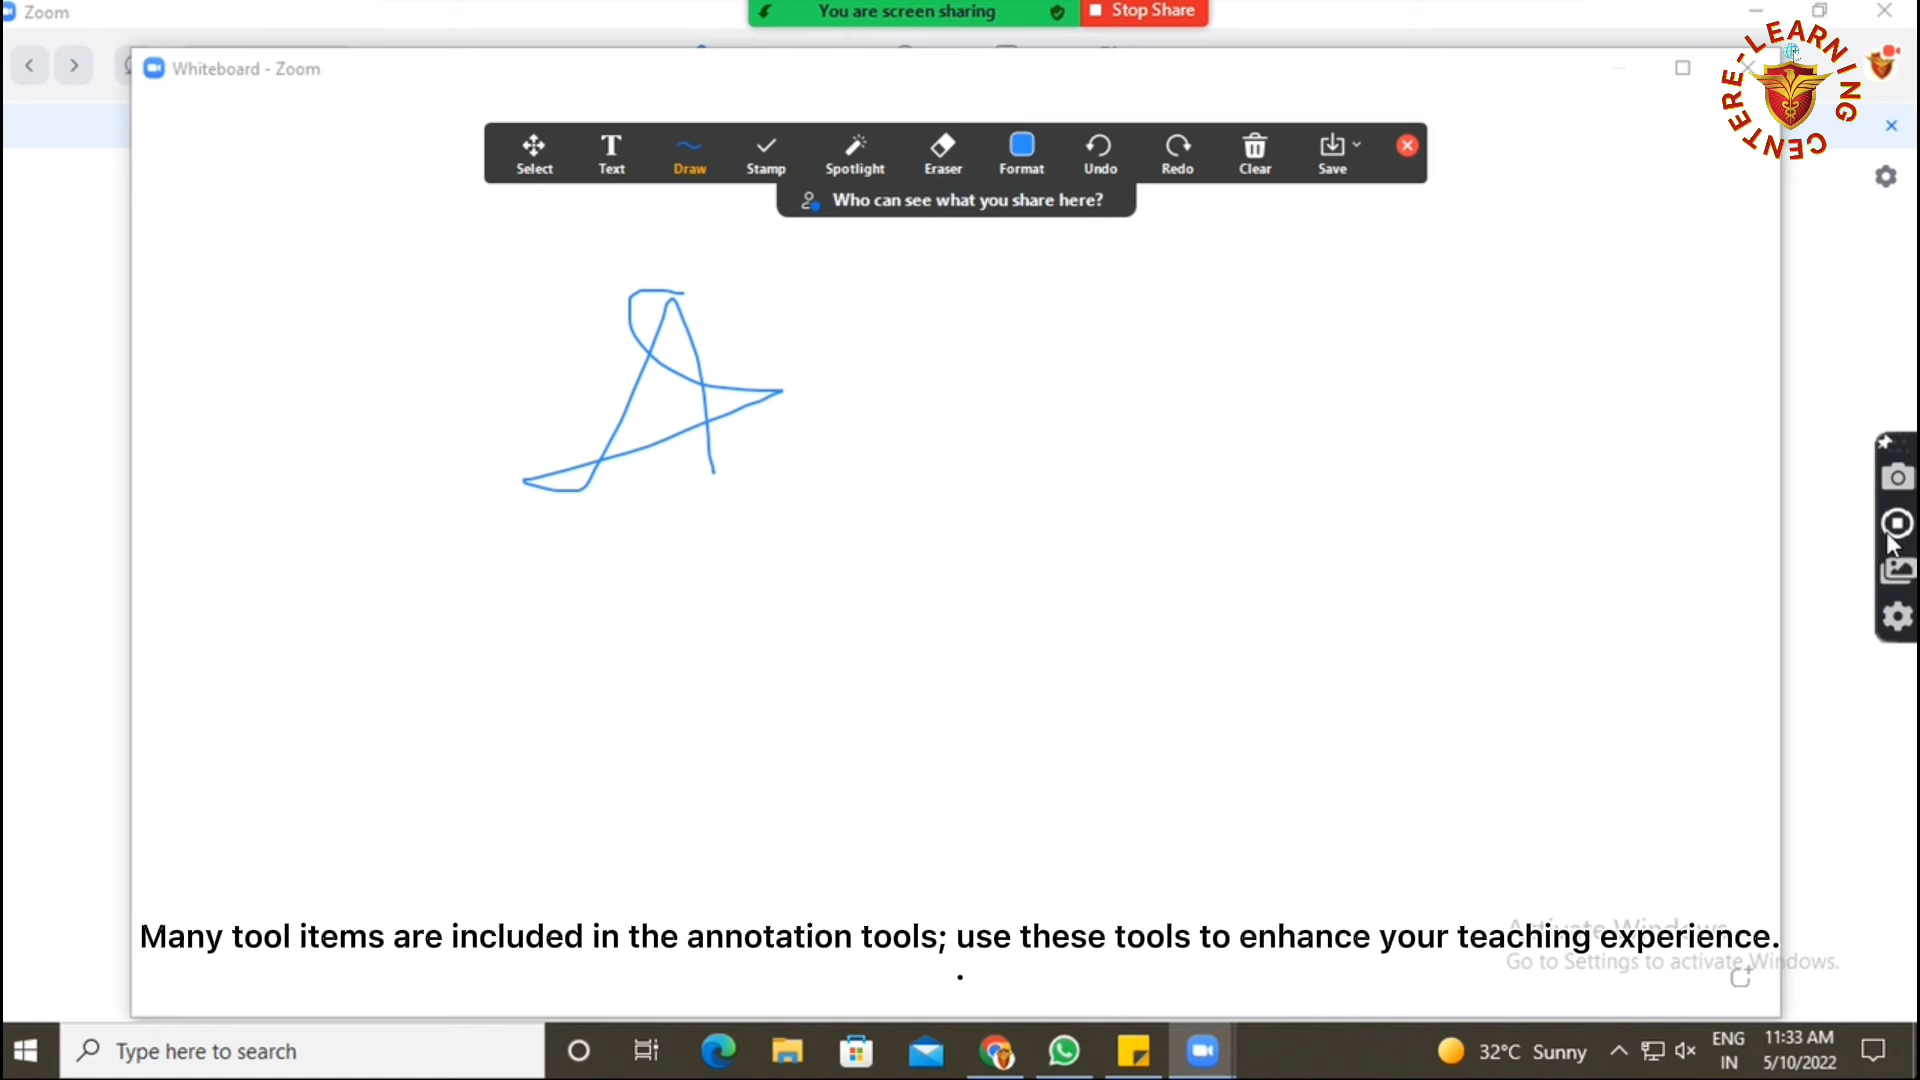 Zoom
You are screen sharing
Stop Share
Whiteboard - Zoom
E-LEARNING CENTRE
Select
Text
Draw
Stamp
Spotlight
Eraser
Format
Undo
Redo
Clear
Save
Who can see what you share here?
Many tool items are included in the annotation tools; use these tools to enhance your teaching experience.
.
Activate Windows
Go to Settings to activate Windows.
Type here to search
32°C Sunny
ENG
IN
11:33 AM
5/10/2022